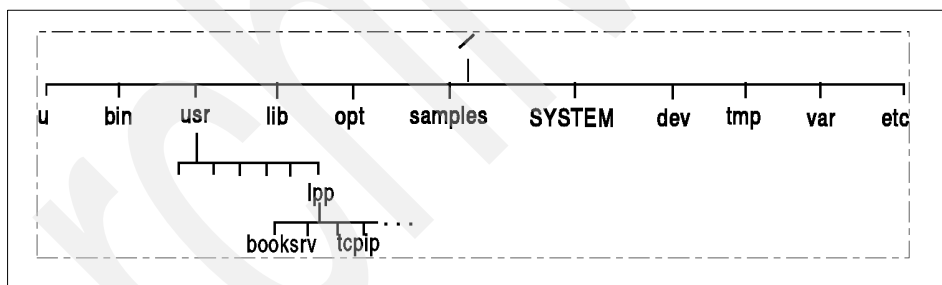 /
u bin usr lib opt samples SYSTEM dev tmp var etc
lpp
...
booksrv tcpip